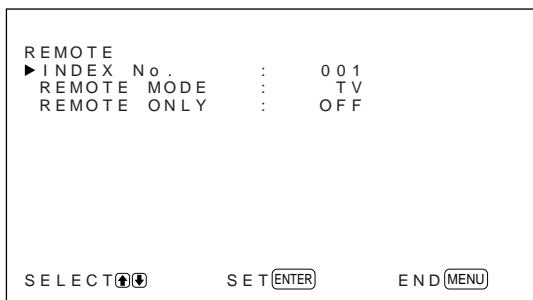 REMOTE
▶INDEX No. : 001
REMOTE MODE : TV
REMOTE ONLY : OFF
SELECT🡅🡇 SET ENTER END MENU